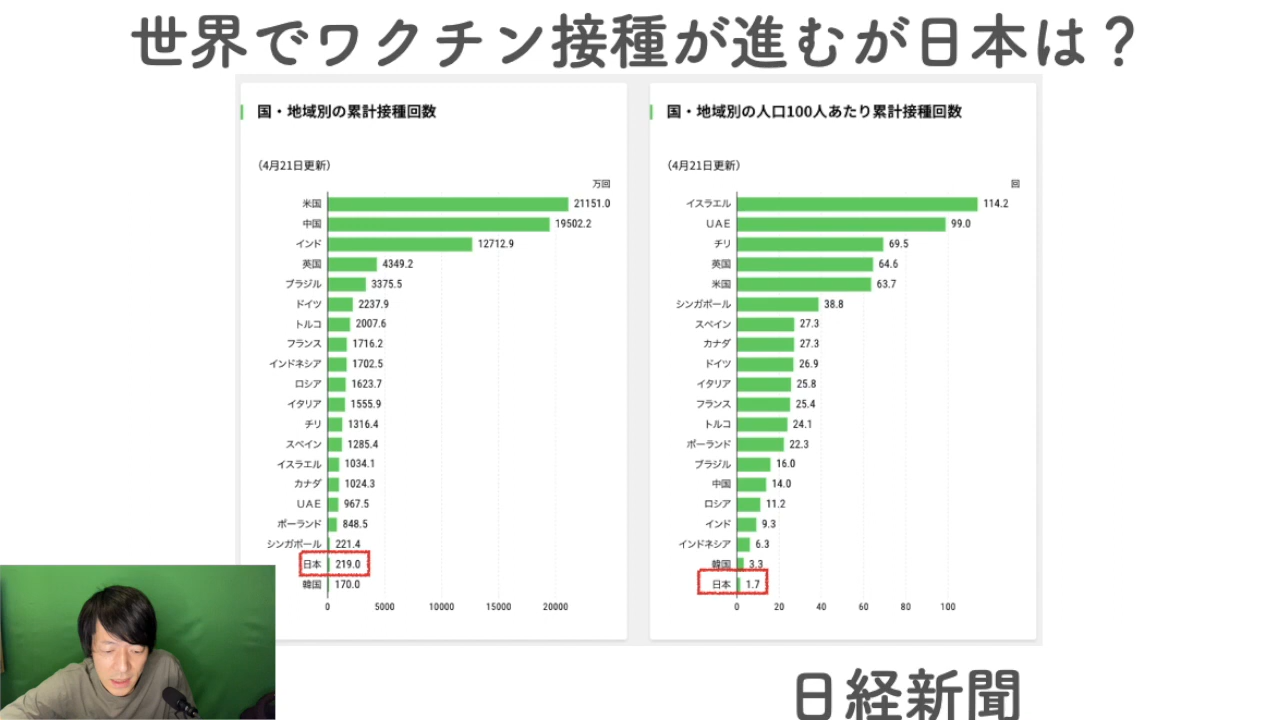 世界でワクチン接種が進むが日本は？
国・地域別の累計接種回数
（4月21日更新）
万回
米国 21151.0
中国 19502.2
インド 12712.9
英国 4349.2
ブラジル 3375.5
ドイツ 2237.9
トルコ 2007.6
フランス 1716.2
インドネシア 1702.5
ロシア 1623.7
イタリア 1555.9
チリ 1316.4
スペイン 1285.4
イスラエル 1034.1
カナダ 1024.3
ＵＡＥ 967.5
ポーランド 848.5
シンガポール 221.4
日本 219.0
韓国 170.0
0 5000 10000 15000 20000
国・地域別の人口100人あたり累計接種回数
（4月21日更新）
回
イスラエル 114.2
ＵＡＥ 99.0
チリ 69.5
英国 64.6
米国 63.7
シンガポール 38.8
スペイン 27.3
カナダ 27.3
ドイツ 26.9
イタリア 25.8
フランス 25.4
トルコ 24.1
ポーランド 22.3
ブラジル 16.0
中国 14.0
ロシア 11.2
インド 9.3
インドネシア 6.3
韓国 3.3
日本 1.7
0 20 40 60 80 100
日経新聞